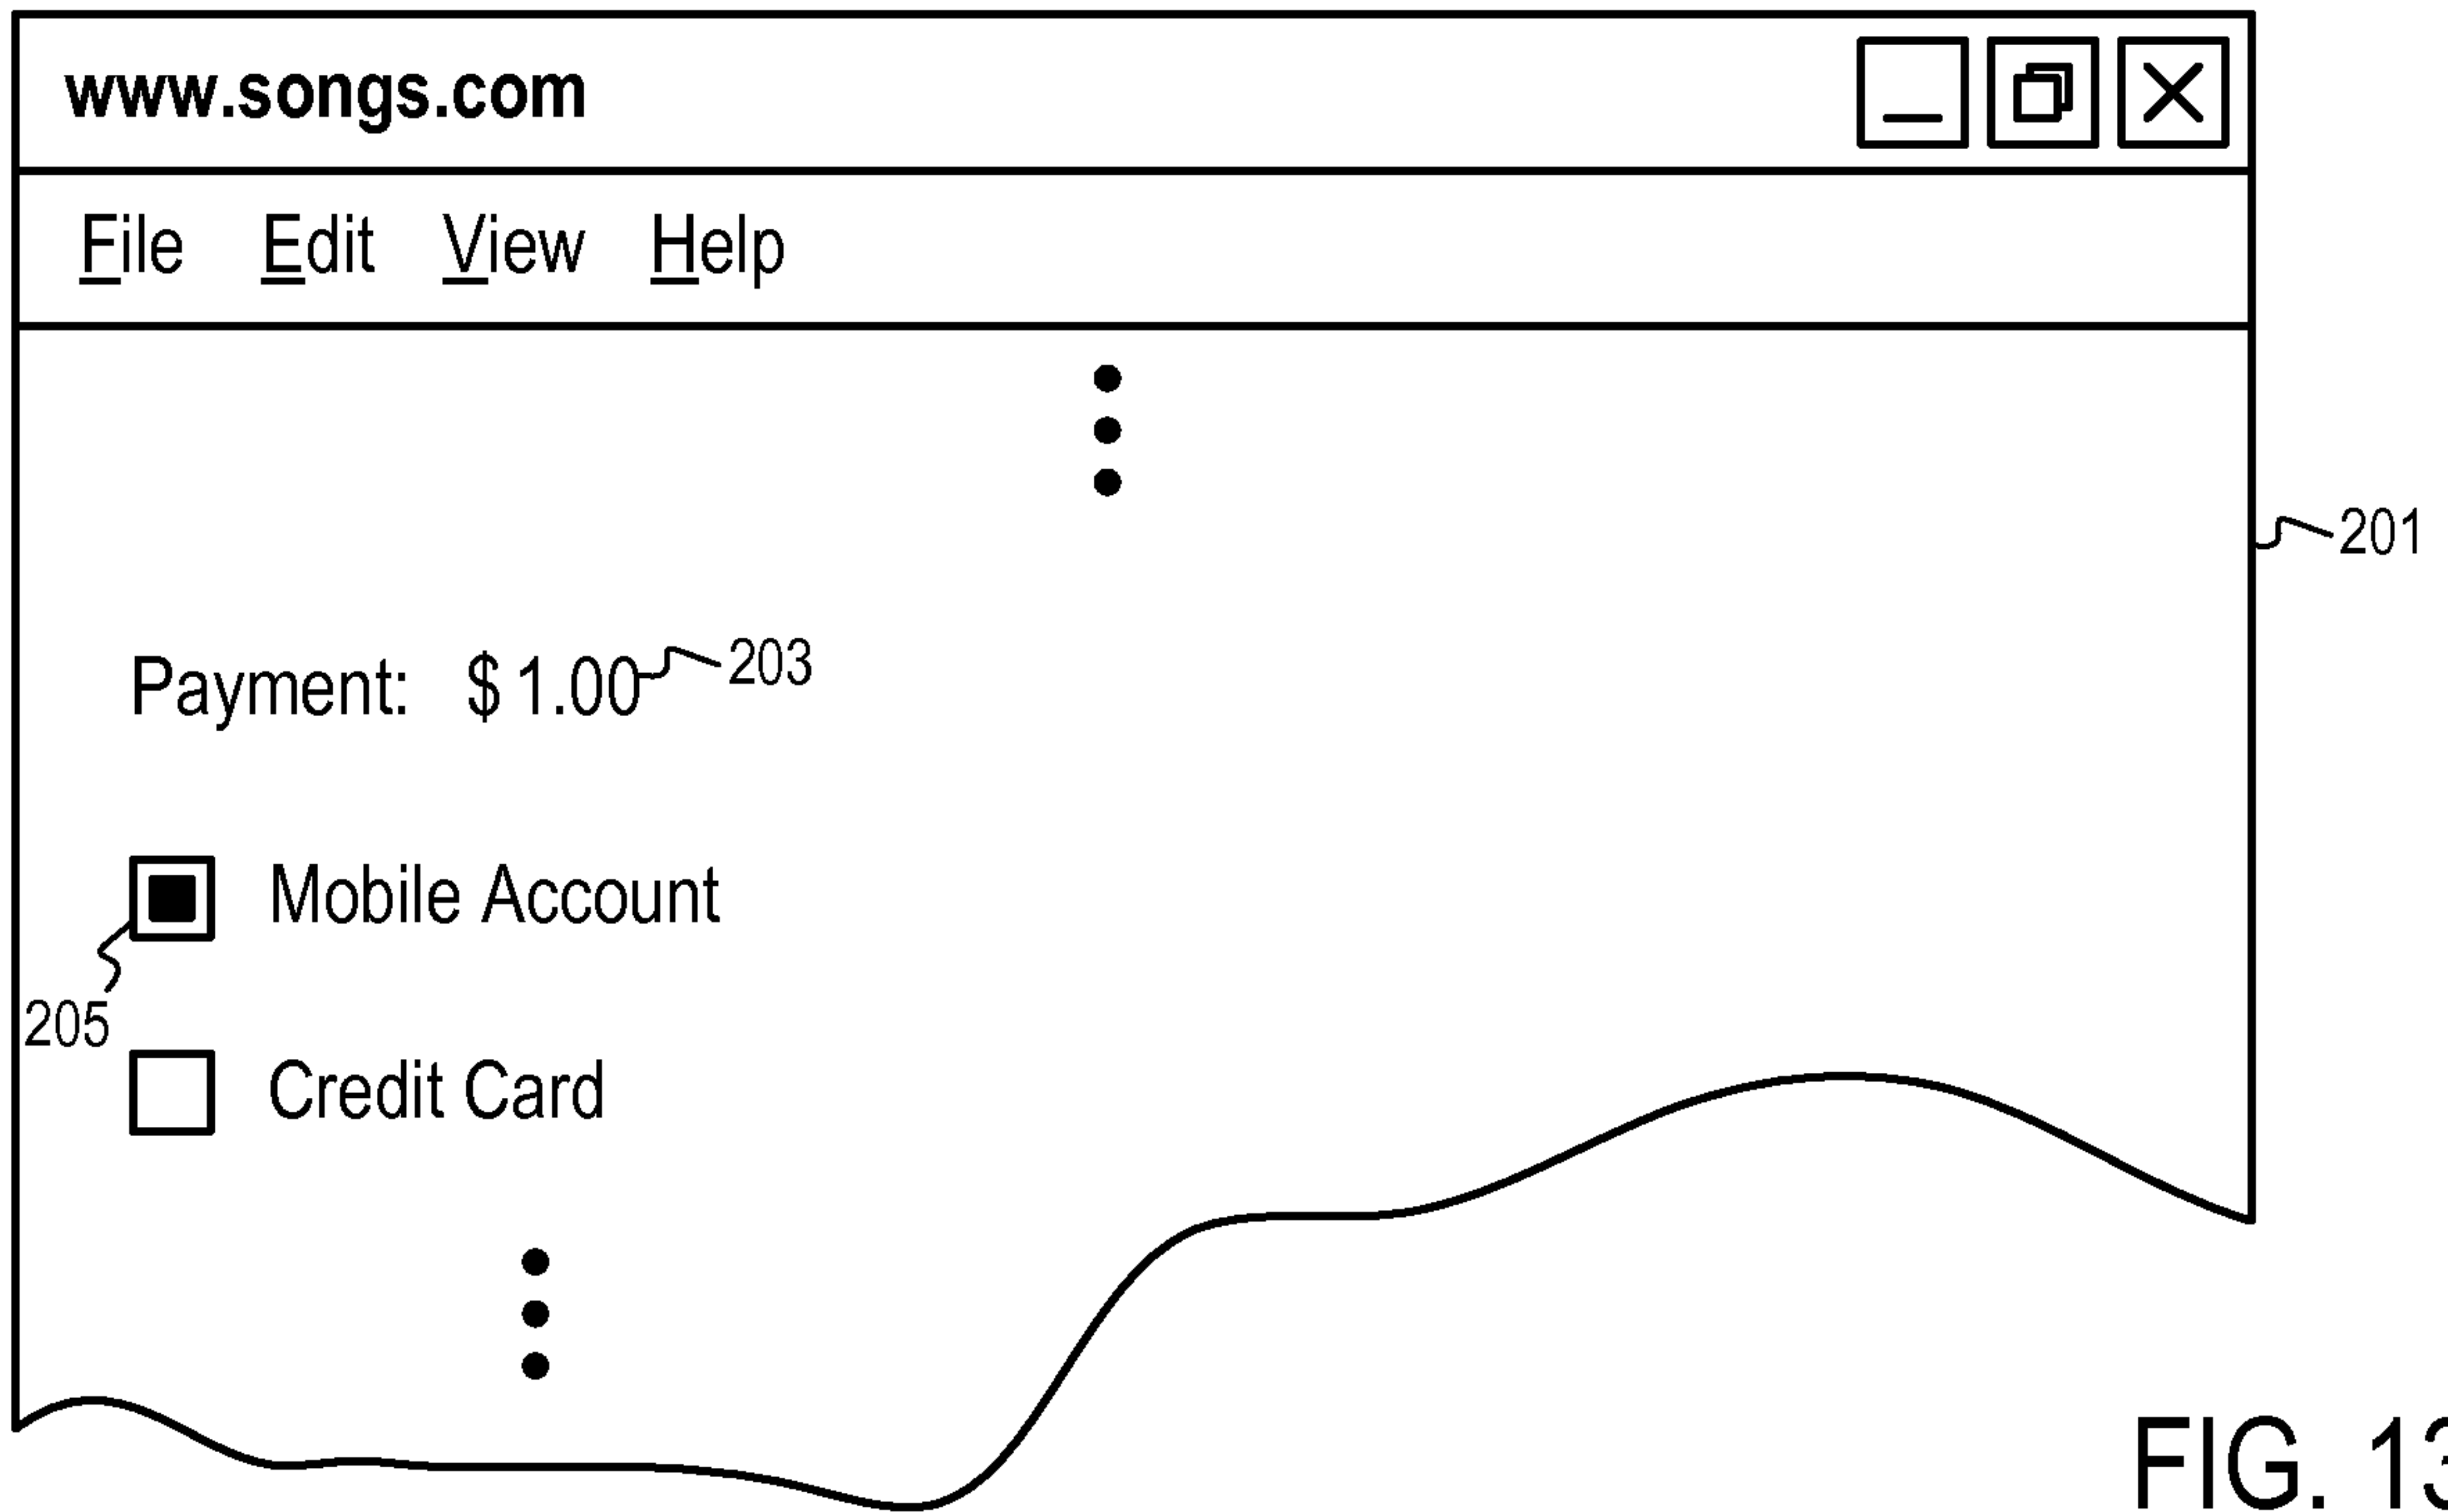 www.songs.com
File Edit View Help
201
Payment: $1.00 203
Mobile Account
205
Credit Card
FIG. 13